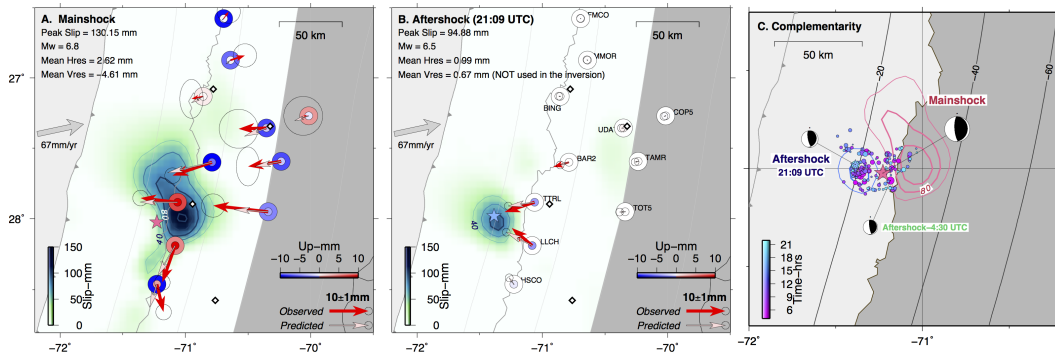 A. Mainshock
Peak Slip = 130.15 mm
Mw = 6.8
Mean Hres = 2.62 mm
Mean Vres = −4.61 mm
50 km
−27°
−28°
67mm/yr
80
40
150
100
50
0
Slip−mm
Up−mm
−10 −5 0 5 10
10±1mm
Observed
Predicted
−72° −71° −70°
B. Aftershock (21:09 UTC)
Peak Slip = 94.88 mm
Mw = 6.5
Mean Hres = 0.99 mm
Mean Vres = 0.67 mm (NOT used in the inversion)
50 km
EMCO
MMOR
BING
COP5
UDA
BAR2
TAMR
TTRL
TOT5
LLCH
HSCO
67mm/yr
40
150
100
50
0
Slip−mm
Up−mm
−10 −5 0 5 10
10±1mm
Observed
Predicted
−72° −71° −70°
C. Complementarity
50 km
−20
−40
−60
Mainshock
Aftershock
21:09 UTC
80
Aftershock−4:30 UTC
21
18
15
12
9
6
Time−hrs
−72° −71°